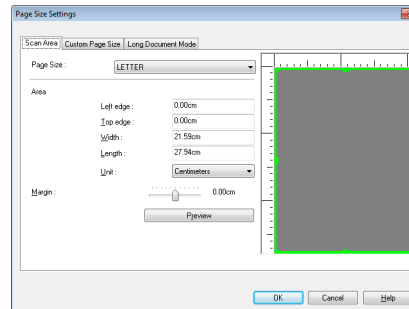 Page Size Settings
Scan Area Custom Page Size Long Document Mode
Page Size : LETTER
Area
Left edge : 0.00cm
Top edge : 0.00cm
Width : 21.59cm
Length : 27.94cm
Unit : Centimeters
Margin : 0.00cm
Preview
OK Cancel Help